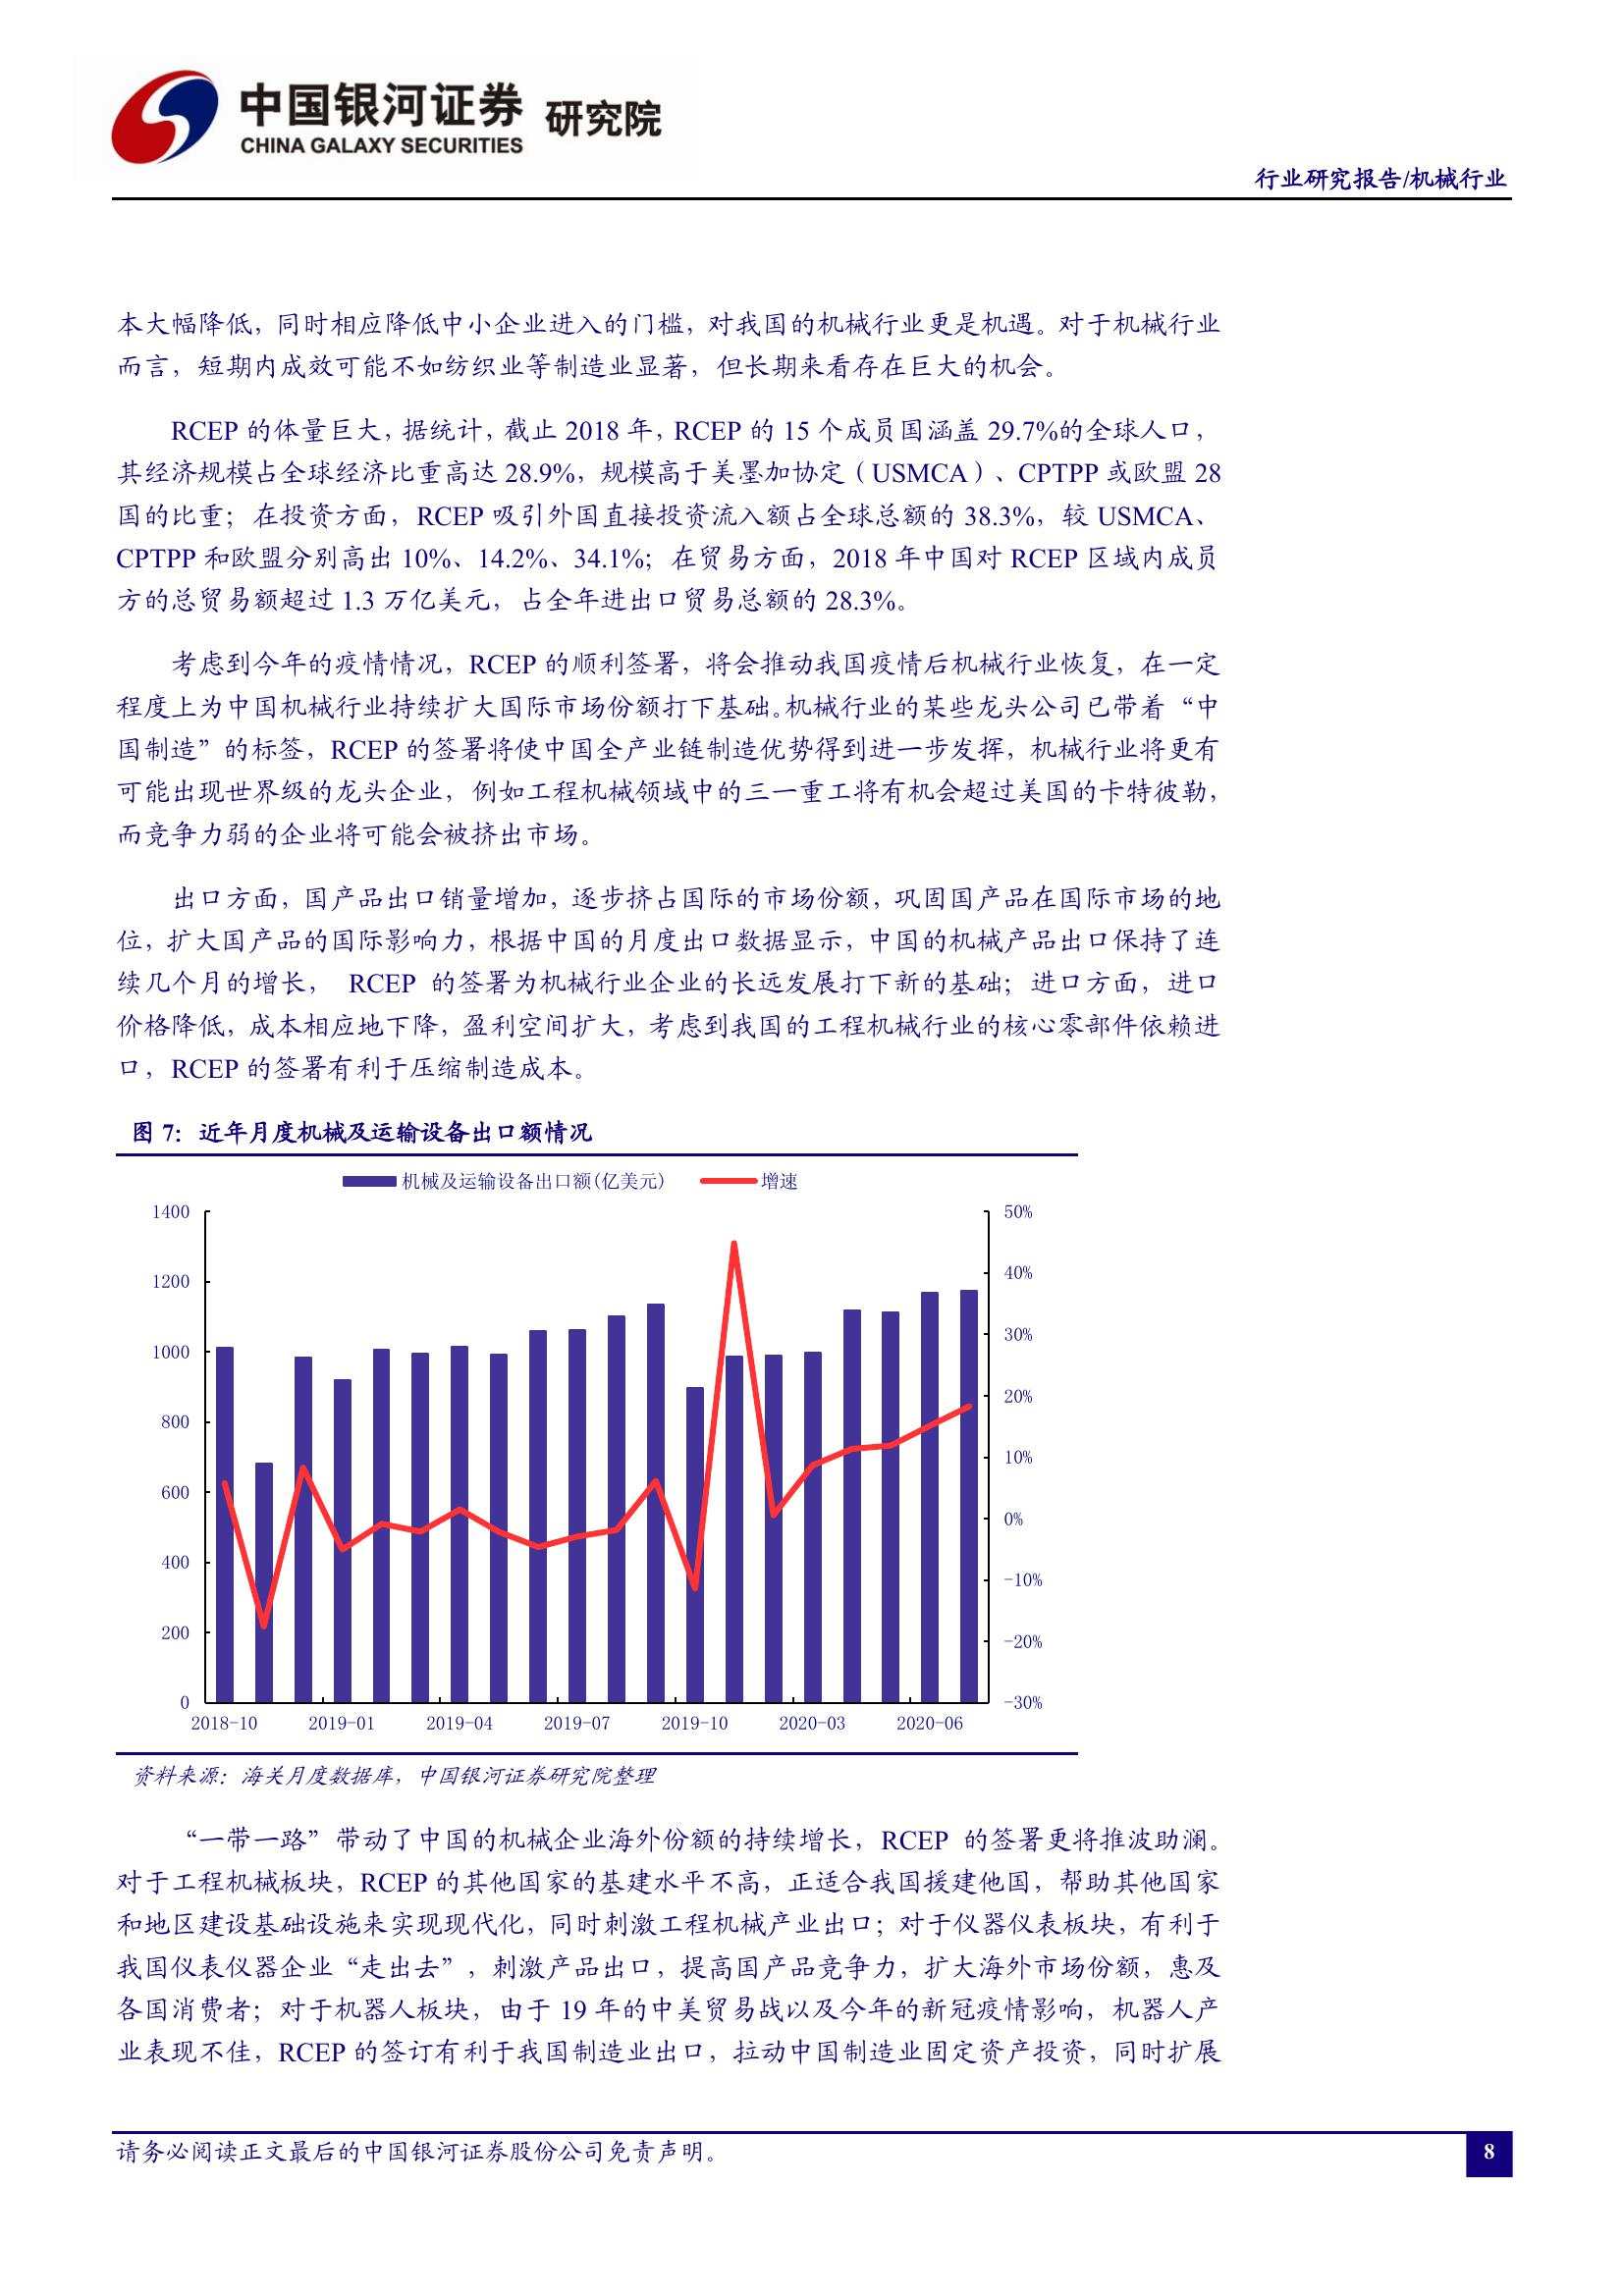 中国银河证券 研究院
CHINA GALAXY SECURITIES
行业研究报告/机械行业
本大幅降低，同时相应降低中小企业进入的门槛，对我国的机械行业更是机遇。对于机械行业
而言，短期内成效可能不如纺织业等制造业显著，但长期来看存在巨大的机会。
RCEP 的体量巨大，据统计，截止 2018 年，RCEP 的 15 个成员国涵盖 29.7%的全球人口，
其经济规模占全球经济比重高达 28.9%，规模高于美墨加协定（USMCA）、CPTPP 或欧盟 28
国的比重；在投资方面，RCEP 吸引外国直接投资流入额占全球总额的 38.3%，较 USMCA、
CPTPP 和欧盟分别高出 10%、14.2%、34.1%；在贸易方面，2018 年中国对 RCEP 区域内成员
方的总贸易额超过 1.3 万亿美元，占全年进出口贸易总额的 28.3%。
考虑到今年的疫情情况，RCEP 的顺利签署，将会推动我国疫情后机械行业恢复，在一定
程度上为中国机械行业持续扩大国际市场份额打下基础。机械行业的某些龙头公司已带着“中
国制造”的标签，RCEP 的签署将使中国全产业链制造优势得到进一步发挥，机械行业将更有
可能出现世界级的龙头企业，例如工程机械领域中的三一重工将有机会超过美国的卡特彼勒，
而竞争力弱的企业将可能会被挤出市场。
出口方面，国产品出口销量增加，逐步挤占国际的市场份额，巩固国产品在国际市场的地
位，扩大国产品的国际影响力，根据中国的月度出口数据显示，中国的机械产品出口保持了连
续几个月的增长， RCEP 的签署为机械行业企业的长远发展打下新的基础；进口方面，进口
价格降低，成本相应地下降，盈利空间扩大，考虑到我国的工程机械行业的核心零部件依赖进
口，RCEP 的签署有利于压缩制造成本。
图 7：近年月度机械及运输设备出口额情况
机械及运输设备出口额(亿美元) 增速
1400 50%
1200 40%
1000 30%
800 20%
600 10%
400 0%
200 -10%
0 -20%
-30%
2018-10 2019-01 2019-04 2019-07 2019-10 2020-03 2020-06
资料来源：海关月度数据库，中国银河证券研究院整理
“一带一路”带动了中国的机械企业海外份额的持续增长，RCEP 的签署更将推波助澜。
对于工程机械板块，RCEP 的其他国家的基建水平不高，正适合我国援建他国，帮助其他国家
和地区建设基础设施来实现现代化，同时刺激工程机械产业出口；对于仪器仪表板块，有利于
我国仪表仪器企业“走出去”，刺激产品出口，提高国产品竞争力，扩大海外市场份额，惠及
各国消费者；对于机器人板块，由于 19 年的中美贸易战以及今年的新冠疫情影响，机器人产
业表现不佳，RCEP 的签订有利于我国制造业出口，拉动中国制造业固定资产投资，同时扩展
请务必阅读正文最后的中国银河证券股份公司免责声明。
8